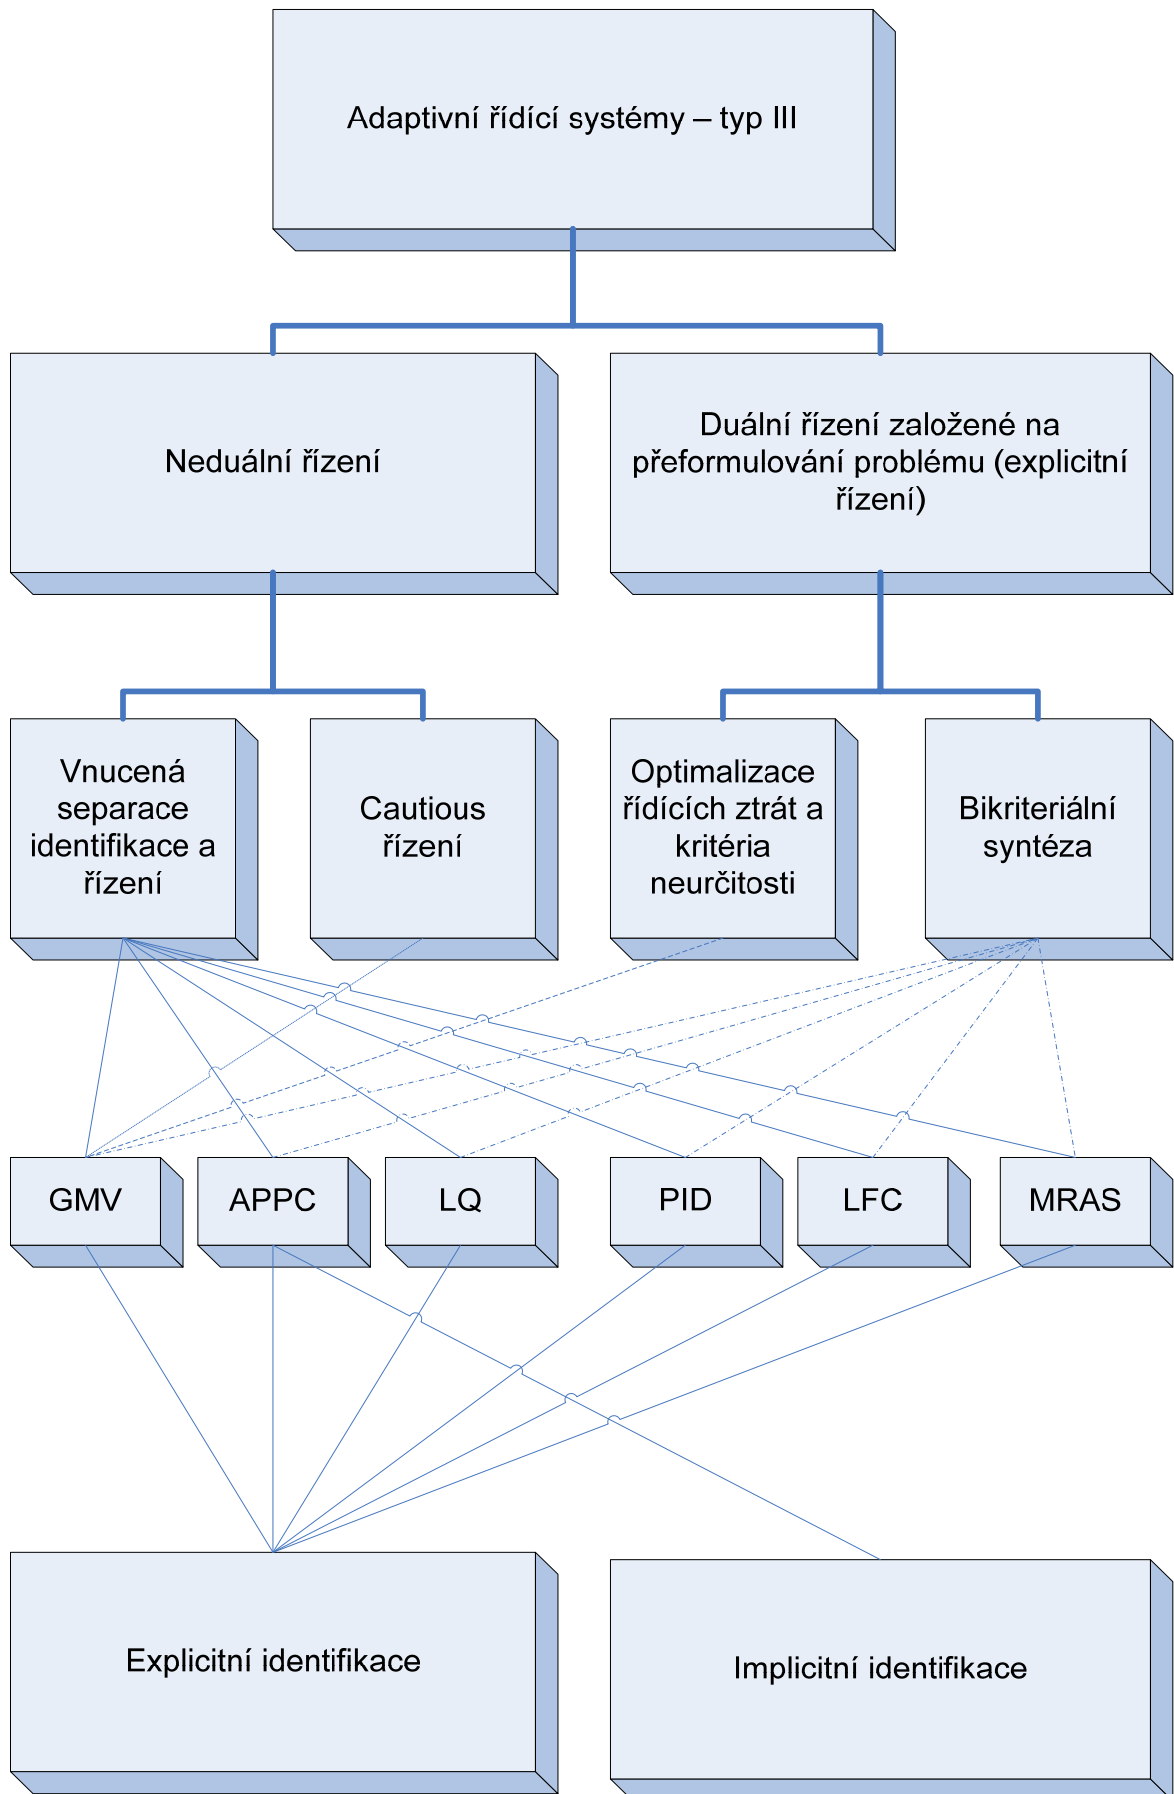 Adaptivní řídící systémy – typ III
Neduální řízení
Duální řízení založené na
přeformulování problému (explicitní
řízení)
Vnucená
separace
identifikace a
řízení
Cautious
řízení
Optimalizace
řídících ztrát a
kritéria
neurčitosti
Bikriteriální
syntéza
GMV
APPC
LQ
PID
LFC
MRAS
Explicitní identifikace
Implicitní identifikace